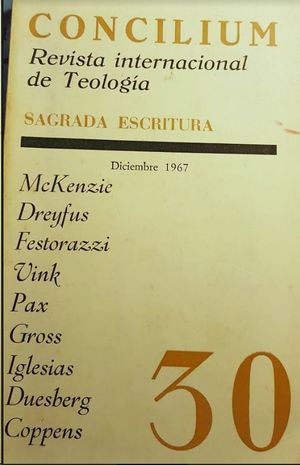 CONCILIUM
Revista internacional
de Teología
SAGRADA ESCRITURA
Diciembre 1967
McKenzie
Dreyfus
Festorazzi
Vink
Pax
Gross
Iglesias
Duesberg
Coppens
30